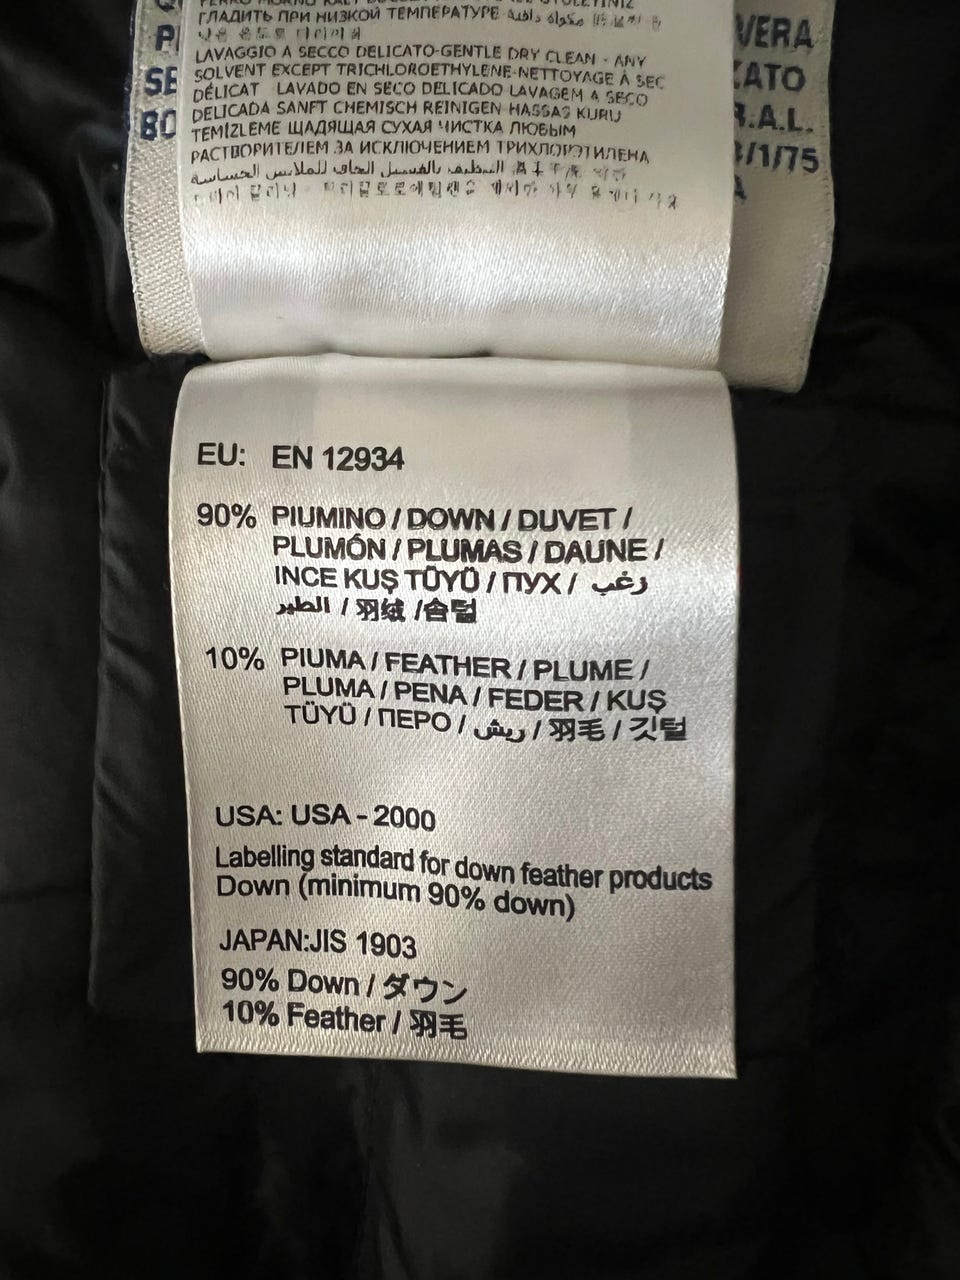 ГЛАДИТЬ ПРИ НИЗКОЙ ТЕМПЕРАТУРЕ
LAVAGGIO A SECCO DELICATO-GENTLE DRY CLEAN - ANY
SOLVENT EXCEPT TRICHLOROETHYLENE-NETTOYAGE À SEC
DÉLICAT LAVADO EN SECO DELICADO LAVAGEM A SECO
DELICADA SANFT CHEMISCH REINIGEN HASSAS KURU
TEMİZLEME ЩАДЯЩАЯ СУХАЯ ЧИСТКА ЛЮБЫМ
РАСТВОРИТЕЛЕМ ЗА ИСКЛЮЧЕНИЕМ ТРИХЛОРЭТИЛЕНА
VERA
CATO
R.A.L.
/1/75
EU: EN 12934
90% PIUMINO / DOWN / DUVET /
PLUMÓN / PLUMAS / DAUNE /
INCE KUŞ TÜYÜ / ПУХ / رغب
الطير / 羽绒 /솜털
10% PIUMA / FEATHER / PLUME /
PLUMA / PENA / FEDER / KUŞ
TÜYÜ / ПЕРО / ريش / 羽毛 / 깃털
USA: USA - 2000
Labelling standard for down feather products
Down (minimum 90% down)
JAPAN:JIS 1903
90% Down / ダウン
10% Feather / 羽毛